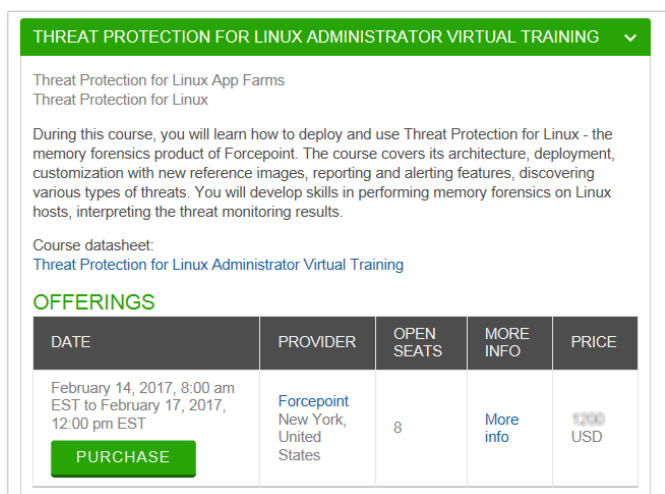 THREAT PROTECTION FOR LINUX ADMINISTRATOR VIRTUAL TRAINING
Threat Protection for Linux App Farms
Threat Protection for Linux
During this course, you will learn how to deploy and use Threat Protection for Linux - the
memory forensics product of Forcepoint. The course covers its architecture, deployment,
customization with new reference images, reporting and alerting features, discovering
various types of threats. You will develop skills in performing memory forensics on Linux
hosts, interpreting the threat monitoring results.
Course datasheet:
Threat Protection for Linux Administrator Virtual Training
OFFERINGS
DATE
PROVIDER
OPEN
SEATS
MORE
INFO
PRICE
February 14, 2017, 8:00 am
EST to February 17, 2017,
12:00 pm EST
PURCHASE
Forcepoint
New York,
United
States
8
More
info
USD